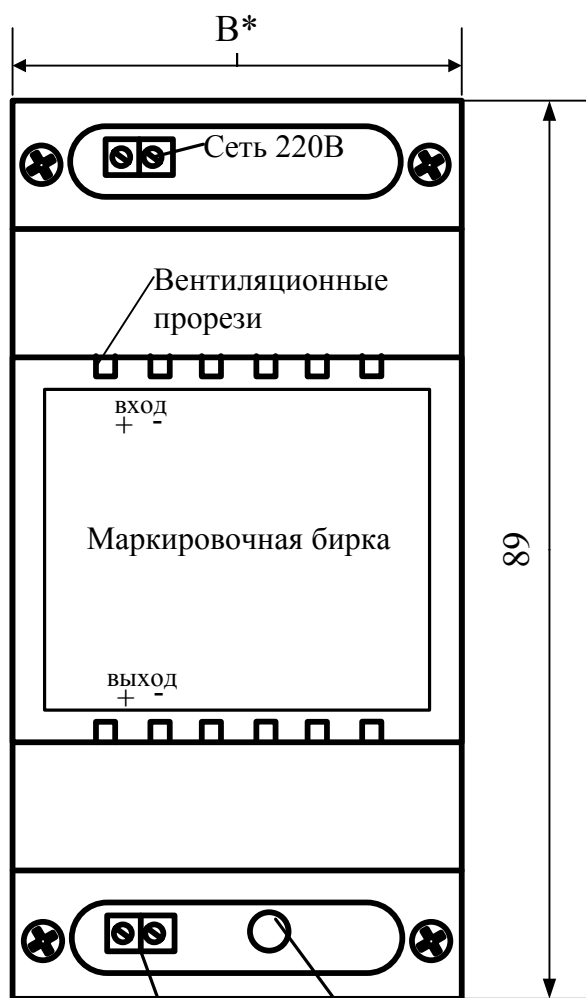 В*
Сеть 220В
Вентиляционные
прорези
вход
+ -
Маркировочная бирка
89
выход
+ -